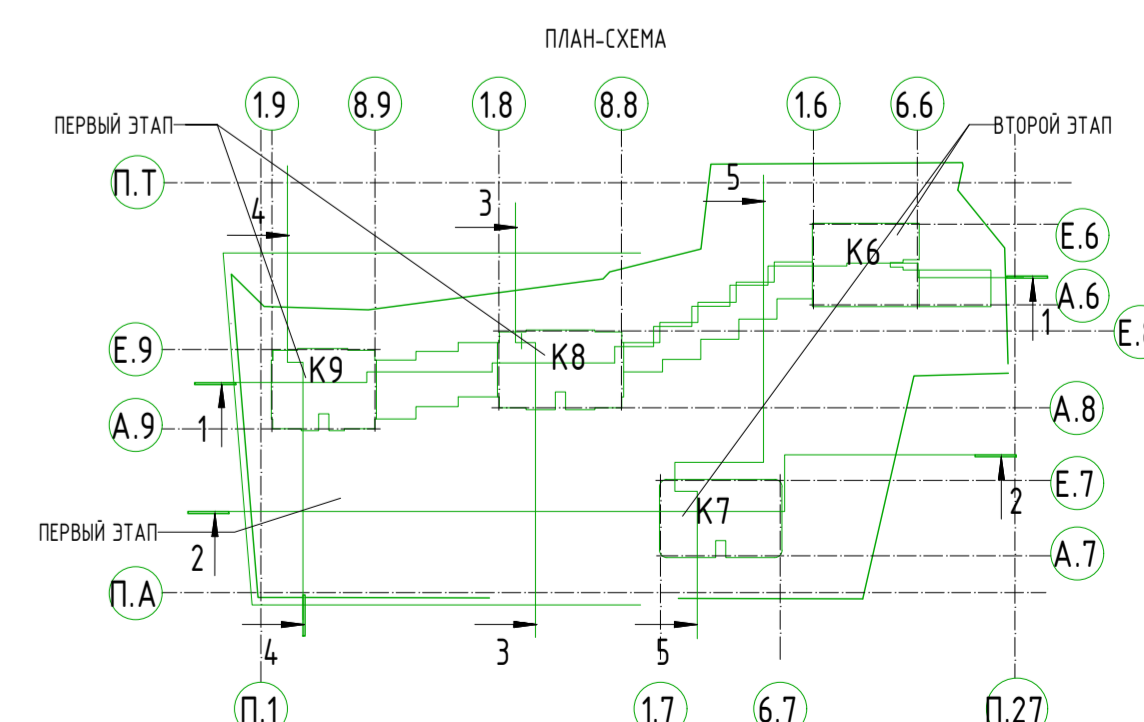 ПЛАН-СХЕМА
1.9
8.9
1.8
8.8
1.6
6.6
ПЕРВЫЙ ЭТАП
ВТОРОЙ ЭТАП
П.Т
4
3
5
К6
Е.6
А.6
1
Е.9
К9
К8
А.9
1
А.8
К7
Е.7
2
ПЕРВЫЙ ЭТАП
2
А.7
П.А
4
3
5
П.1
1.7
6.7
П.27